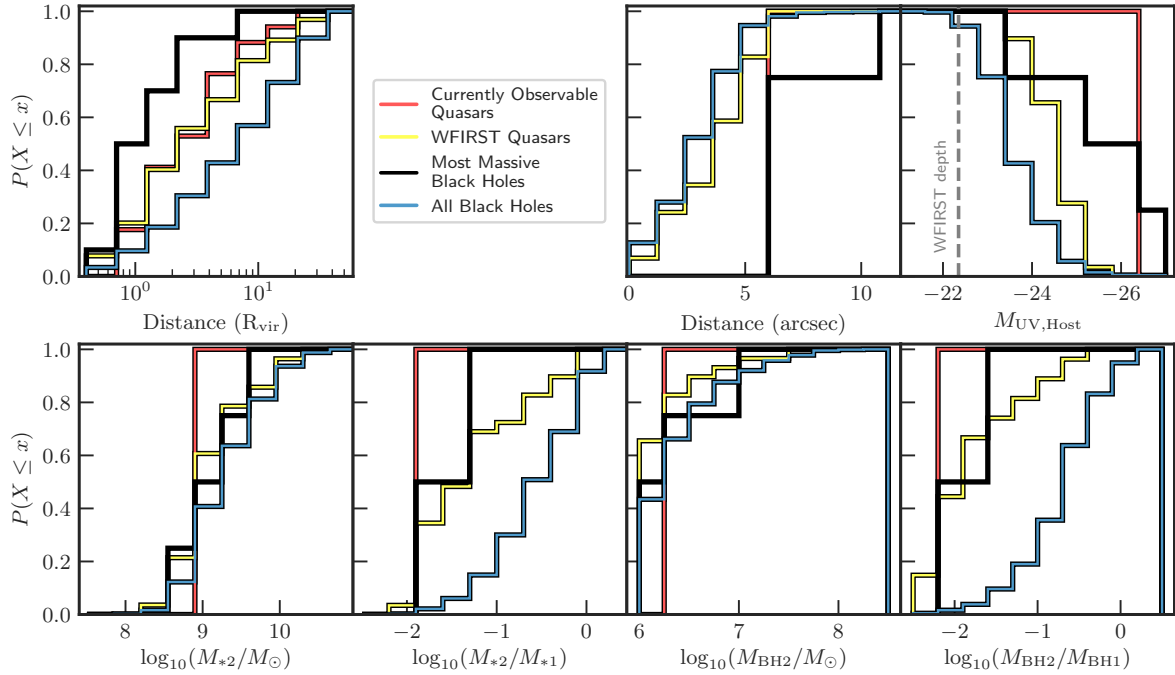 1.0
0.8
0.6
0.4
0.2
0.0
P(X ≤ x)
10⁰ 10¹
Distance (R_vir)
Currently Observable
Quasars
WFIRST Quasars
Most Massive
Black Holes
All Black Holes
0 5 10
Distance (arcsec)
WFIRST depth
−22 −24 −26
M_UV,Host
1.0
0.8
0.6
0.4
0.2
0.0
P(X ≤ x)
8 9 10
log₁₀(M_*2/M_⊙)
−2 −1 0
log₁₀(M_*2/M_*1)
6 7 8
log₁₀(M_BH2/M_⊙)
−2 −1 0
log₁₀(M_BH2/M_BH1)